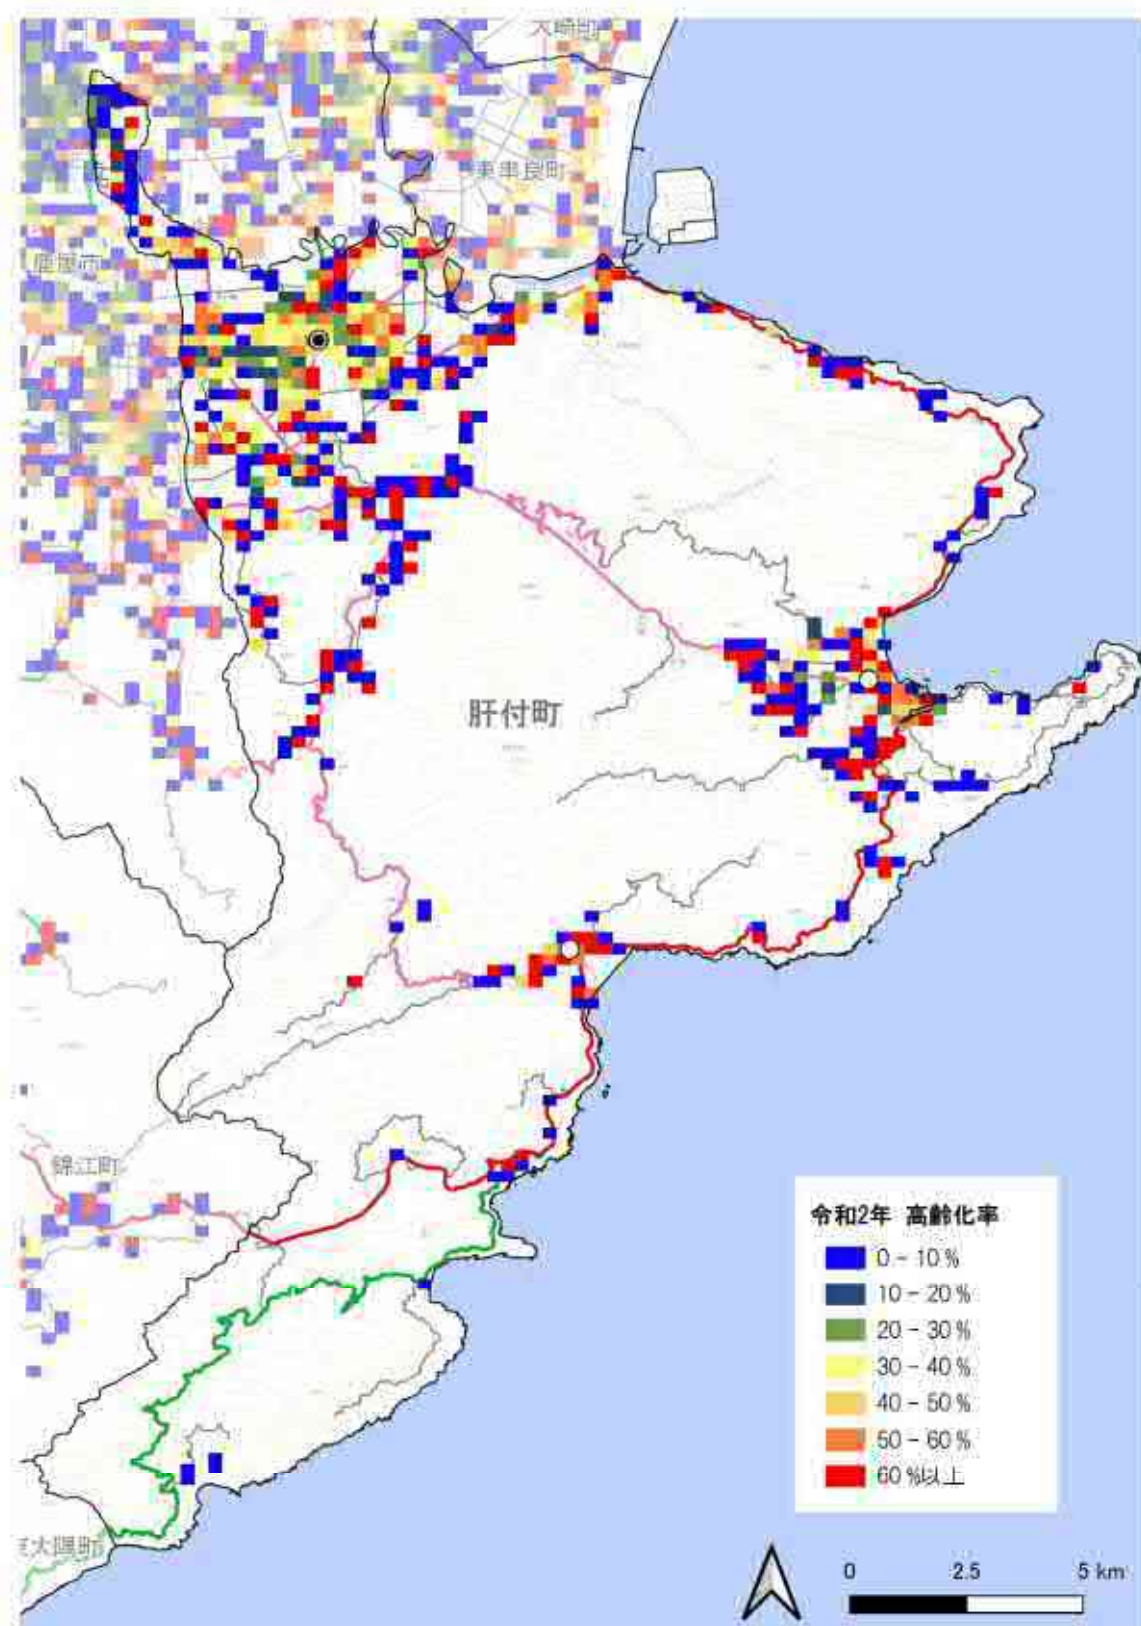 大崎町
東串良町
鹿屋市
肝付町
錦江町
大隅町
令和2年 高齢化率
0 - 10 %
10 - 20 %
20 - 30 %
30 - 40 %
40 - 50 %
50 - 60 %
60 %以上
0 2.5 5 km